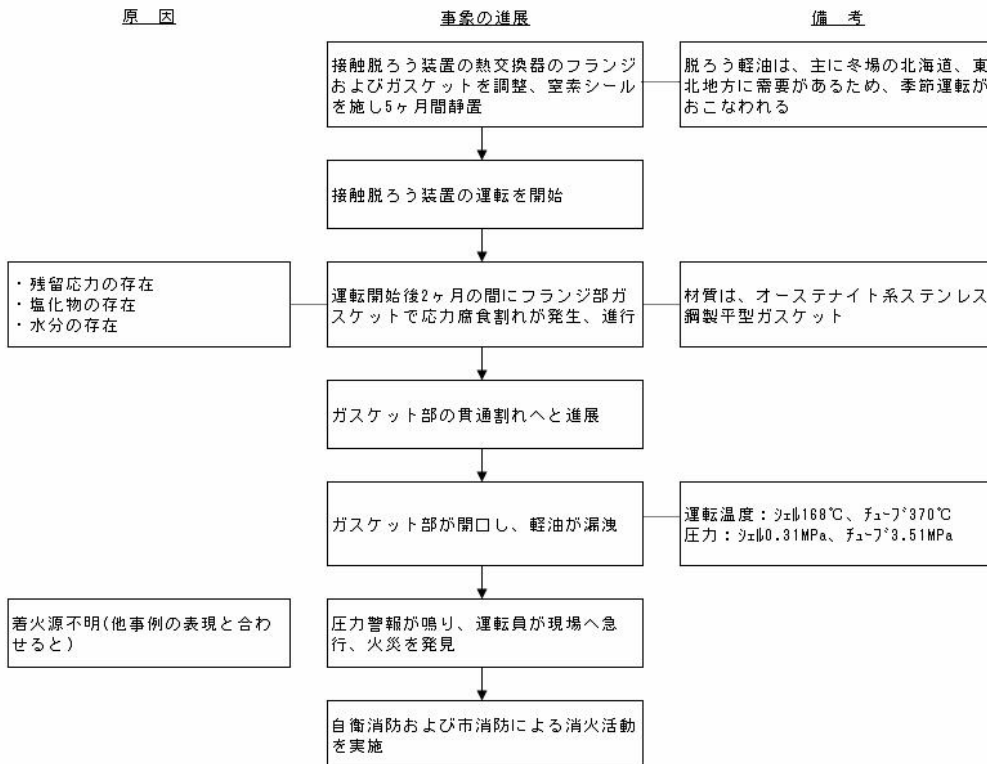 原　因
事象の進展
備　考
接触脱ろう装置の熱交換器のフランジ
およびガスケットを調整、窒素シール
を施し5ヶ月間静置
脱ろう軽油は、主に冬場の北海道、東
北地方に需要があるため、季節運転が
おこなわれる
接触脱ろう装置の運転を開始
・残留応力の存在
・塩化物の存在
・水分の存在
運転開始後2ヶ月の間にフランジ部ガ
スケットで応力腐食割れが発生、進行
材質は、オーステナイト系ステンレス
鋼製平型ガスケット
ガスケット部の貫通割れへと進展
ガスケット部が開口し、軽油が漏洩
運転温度：ｼｪﾙ168℃、ﾁｭｰﾌﾞ370℃
圧力：ｼｪﾙ0.31MPa、ﾁｭｰﾌﾞ3.51MPa
着火源不明(他事例の表現と合わ
せると)
圧力警報が鳴り、運転員が現場へ急
行、火災を発見
自衛消防および市消防による消火活動
を実施